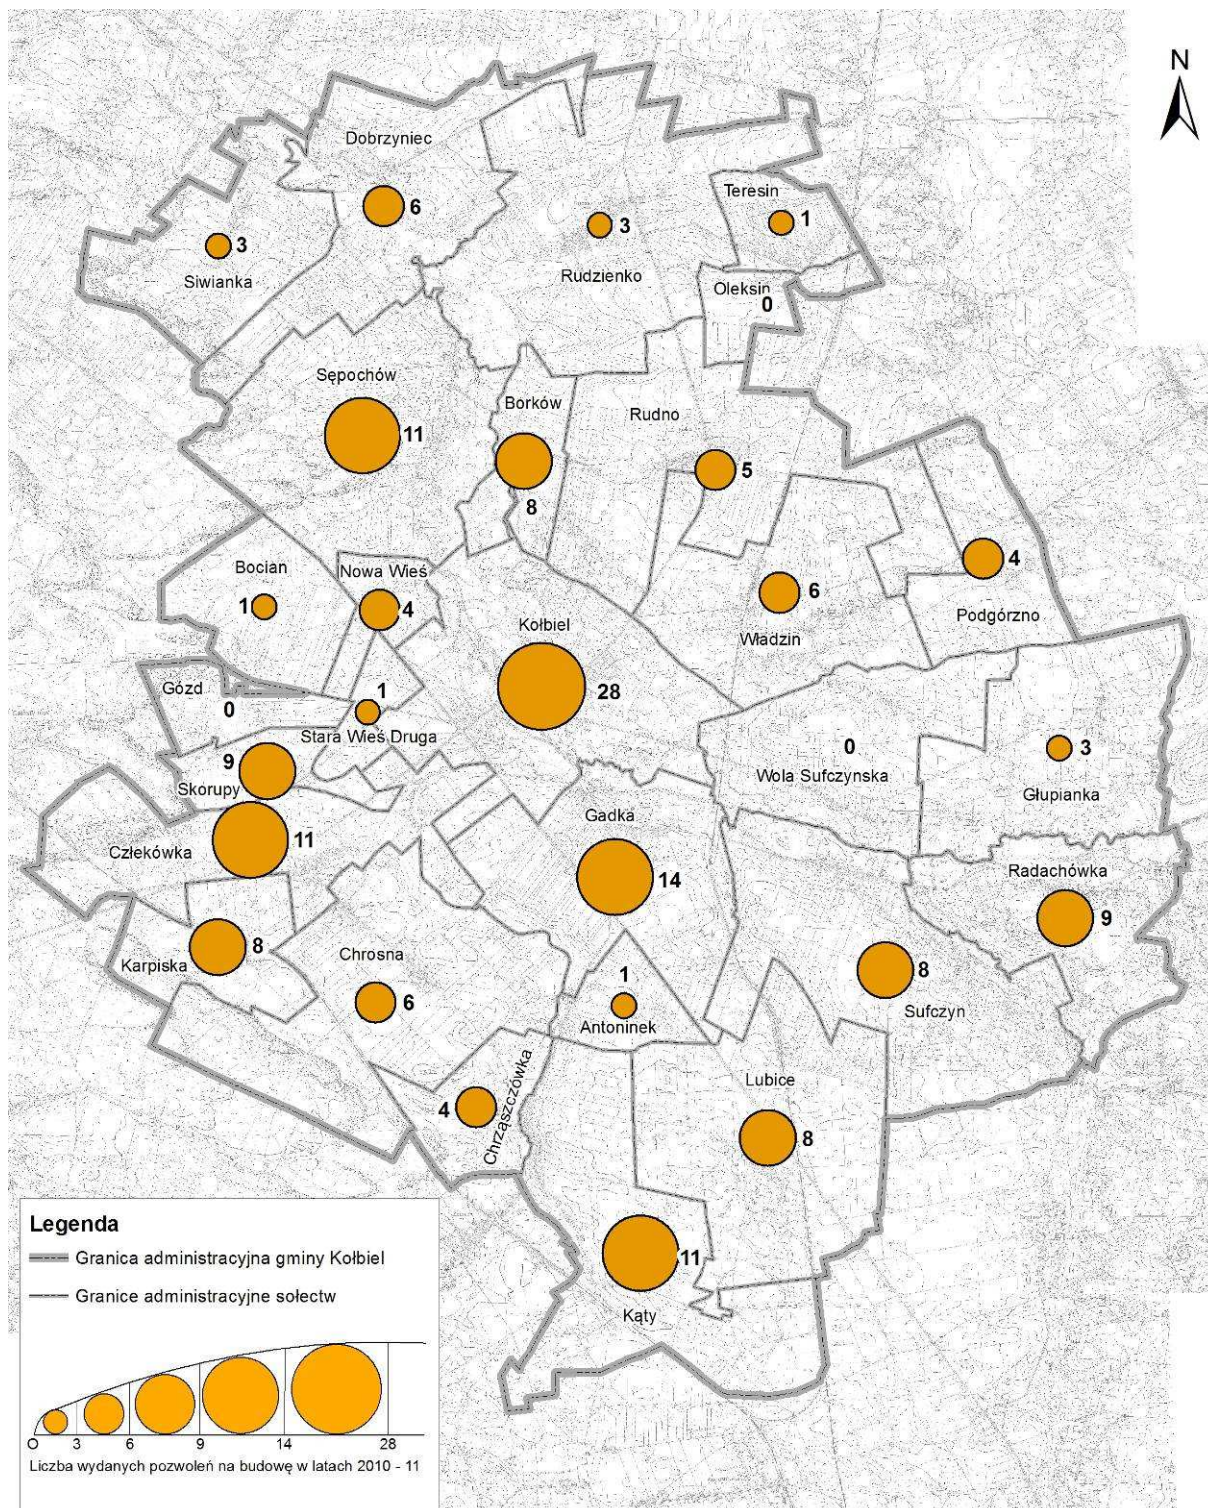 N
Dobrzyniec
6
3
Siwianka
3
Rudzienko
Teresin
1
Oleksin
0
Sępochów
11
Borków
8
Rudno
5
Bocian
1
Nowa Wieś
4
Kołbiel
28
6
Władzin
4
Podgórzno
Gózd
0
1
Stara Wieś Druga
9
Skorupy
0
Wola Sufczynska
3
Głupianka
Człekówka
11
Gadka
14
Radachówka
9
Karpiska
8
Chrosna
6
1
Antoninek
8
Sufczyn
4
Chrząszczówka
Lubice
8
11
Kąty
Legenda
Granica administracyjna gminy Kołbiel
Granice administracyjne sołectw
O 3 6 9 14 28
Liczba wydanych pozwoleń na budowę w latach 2010 - 11